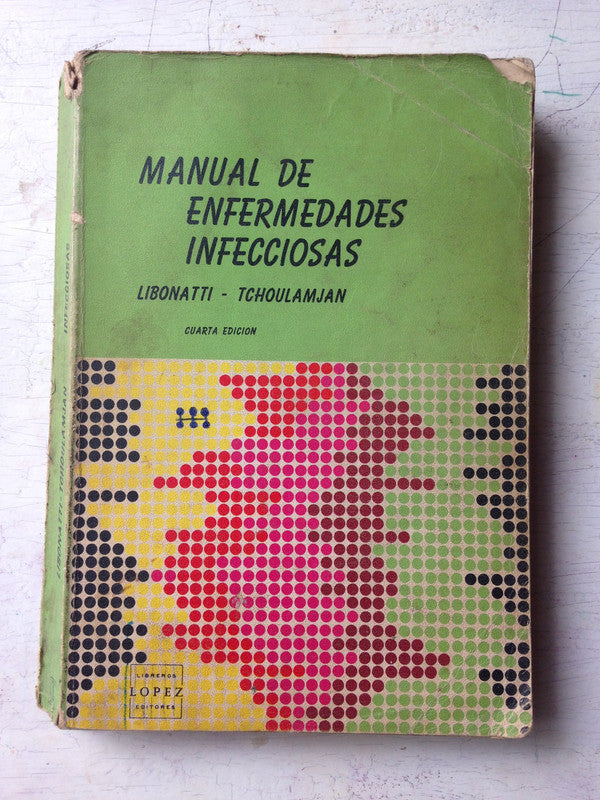 MANUAL DE
ENFERMEDADES
INFECCIOSAS
LIBONATTI - TCHOULAMJAN
CUARTA EDICION
LIBREROS
LOPEZ
EDITORES
LIBONATTI TCHOULAMJAN
INFECCIOSAS